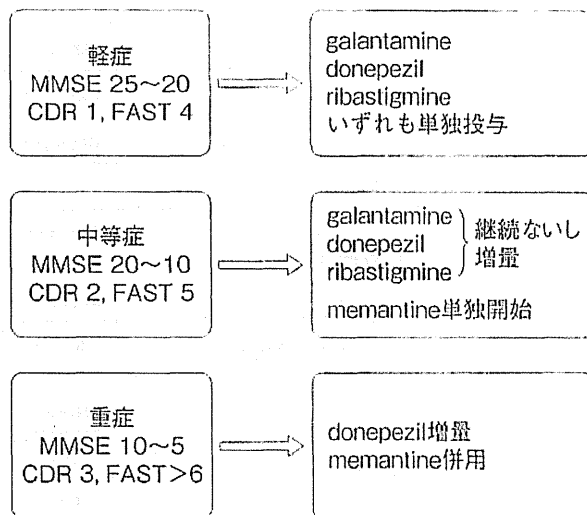 軽症
MMSE 25~20
CDR 1, FAST 4
galantamine
donepezil
ribastigmine
いずれも単独投与
中等症
MMSE 20~10
CDR 2, FAST 5
galantamine
donepezil
ribastigmine
継続ないし
増量
memantine単独開始
重症
MMSE 10~5
CDR 3, FAST>6
donepezil増量
memantine併用